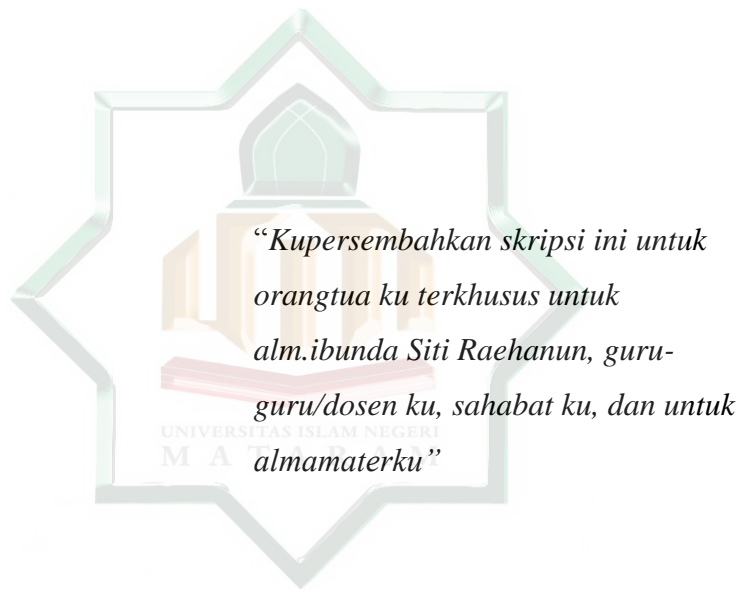 “Kupersembahkan skripsi ini untuk
orangtua ku terkhusus untuk
alm.ibunda Siti Raehanun, guru-
guru/dosen ku, sahabat ku, dan untuk
almamaterku”
UNIVERSITAS ISLAM NEGERI
MATARAM